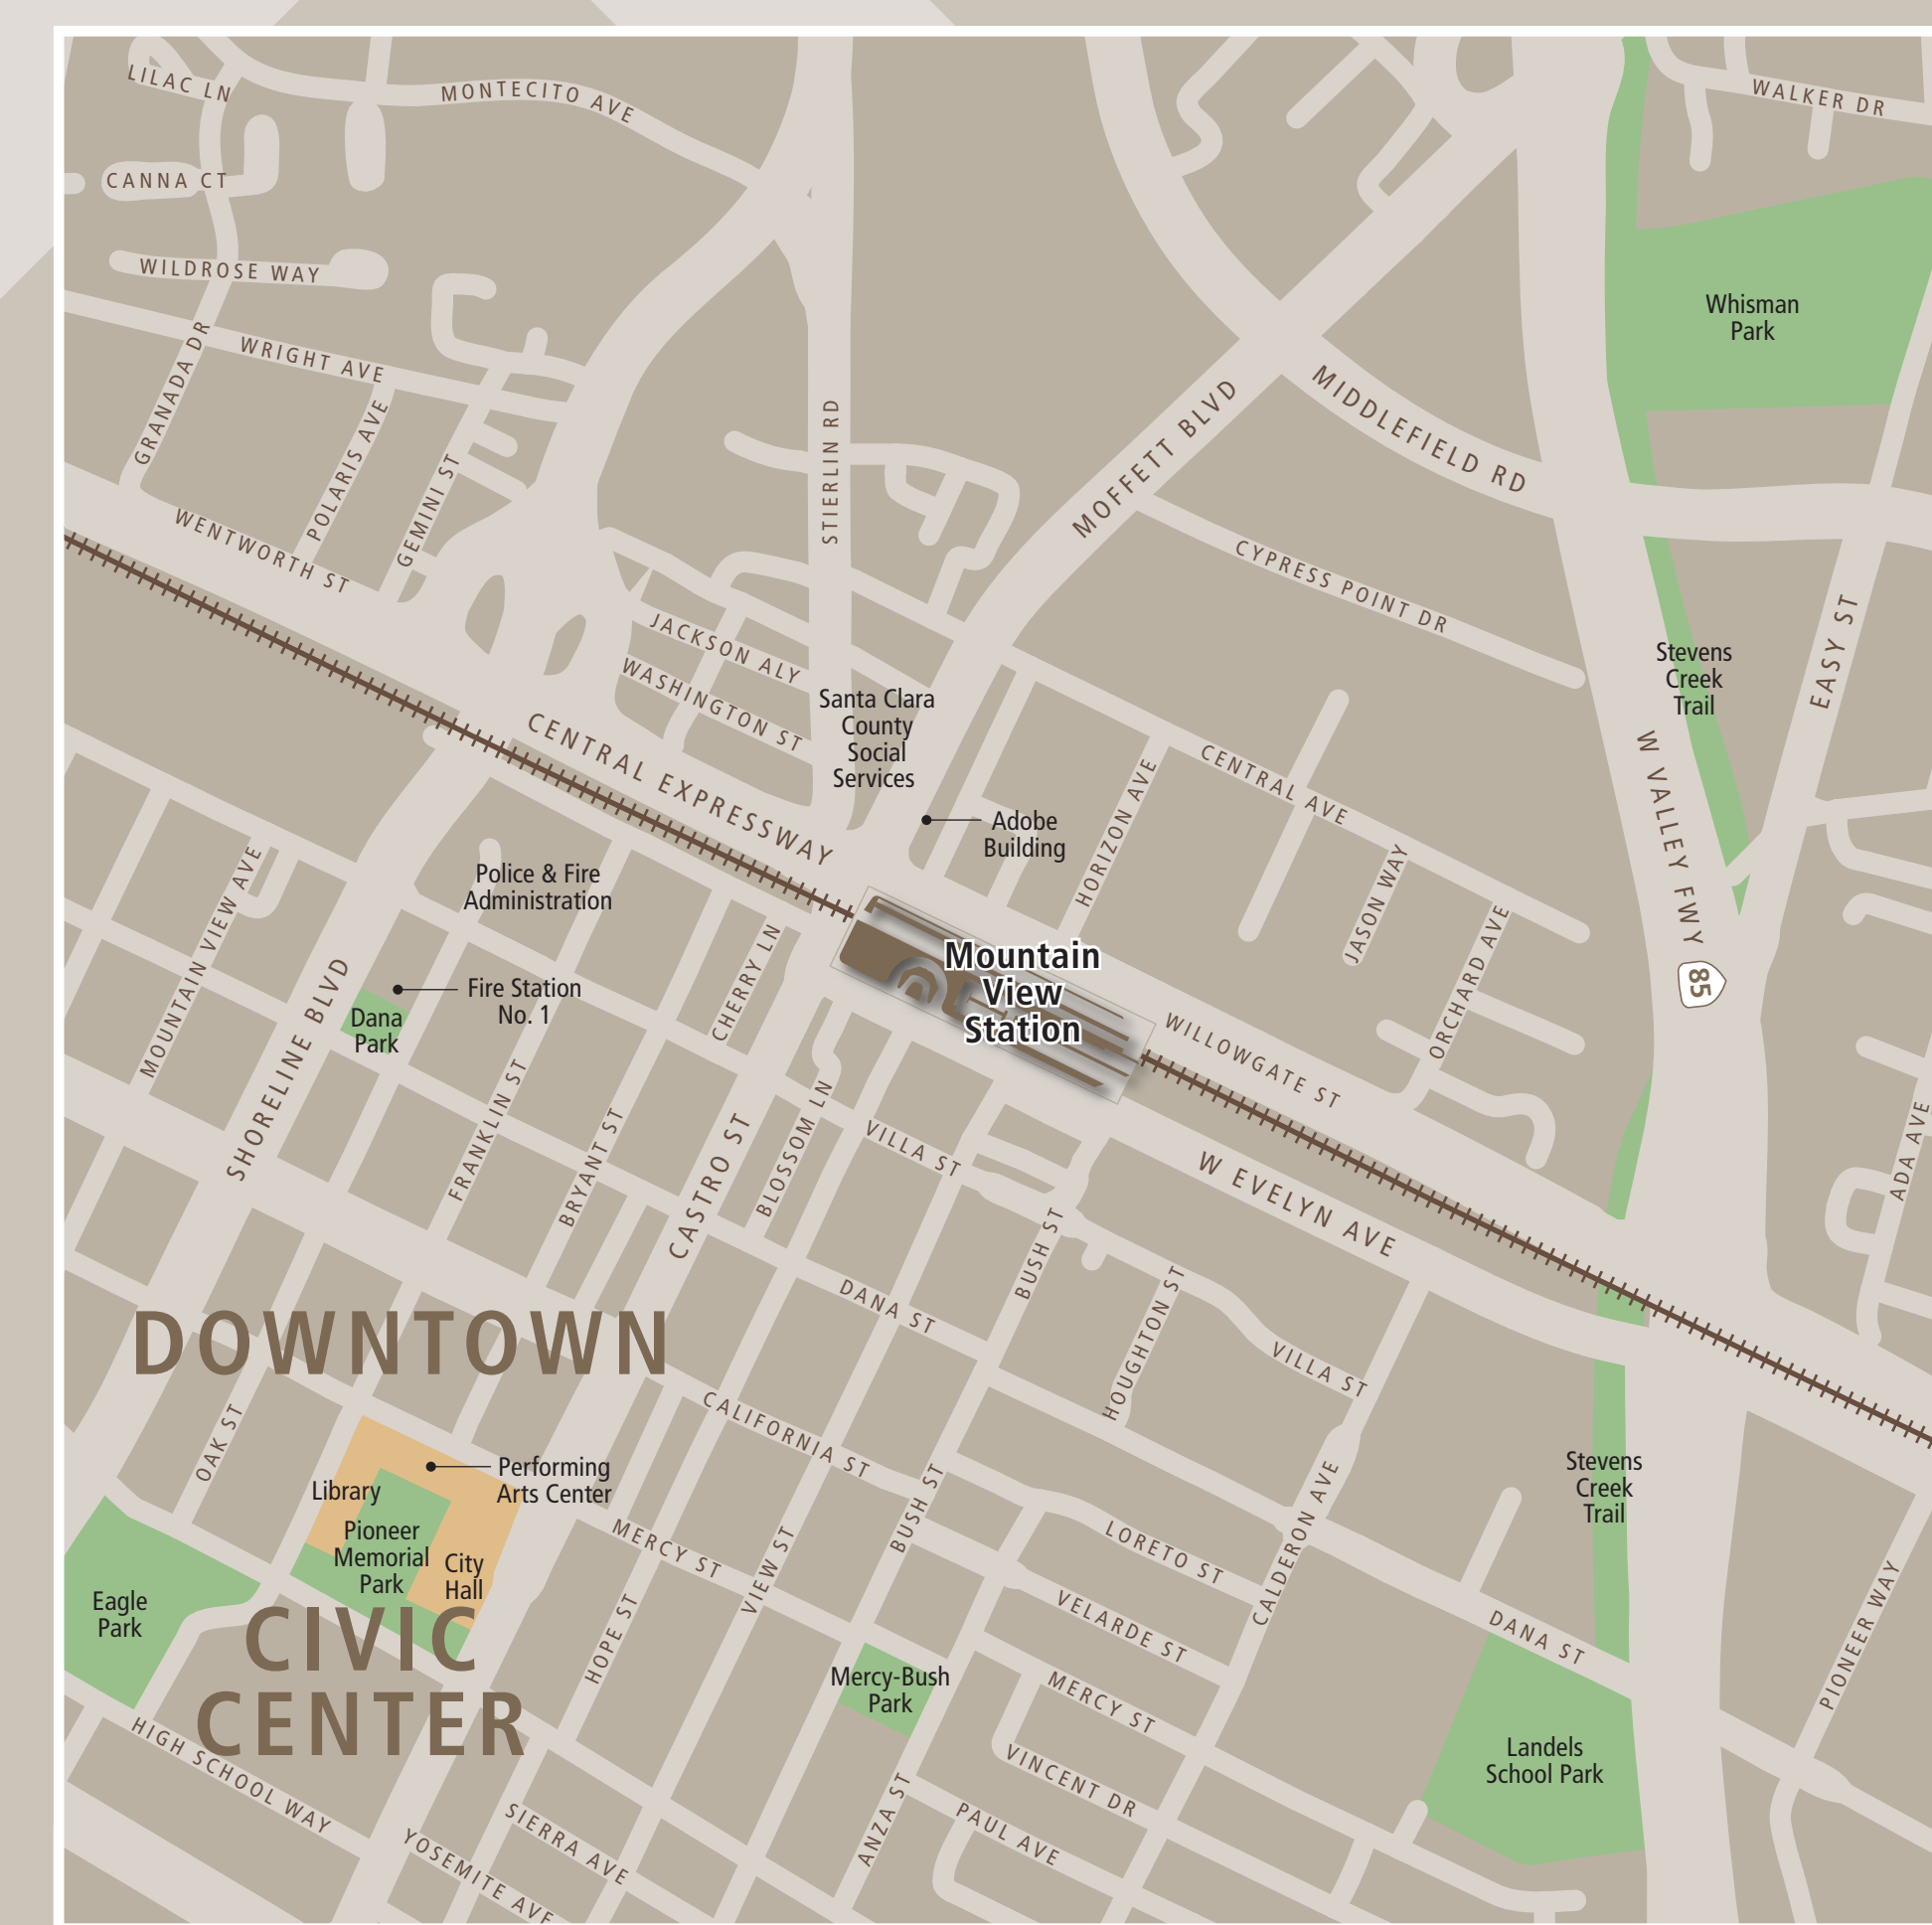 LILAC LN
MONTECITO AVE
WALKER DR
CANNA CT
WILDROSE WAY
Whisman
Park
GRANADA DR
WRIGHT AVE
POLARIS AVE
GEMINI ST
STIERLIN RD
MOFFETT BLVD
MIDDLEFIELD RD
WENTWORTH ST
CYPRESS POINT DR
JACKSON ALY
WASHINGTON ST
Stevens
Creek
Trail
EASY ST
Santa Clara
County
Social
Services
CENTRAL EXPRESSWAY
CENTRAL AVE
W VALLEY FWY
85
Adobe
Building
HORIZON AVE
JASON WAY
ORCHARD AVE
Police & Fire
Administration
MOUNTAIN VIEW AVE
CHERRY LN
Mountain
View
Station
Fire Station
No. 1
Dana
Park
SHORELINE BLVD
WILLOWGATE ST
FRANKLIN ST
BRYANT ST
CASTRO ST
BLOSSOM LN
VILLA ST
W EVELYN AVE
ADA AVE
BUSH ST
HOUGHTON ST
DANA ST
VILLA ST
DOWNTOWN
OAK ST
CALIFORNIA ST
Performing
Arts Center
Library
Pioneer
Memorial
Park
City
Hall
MERCY ST
VIEW ST
BUSH ST
LORETO ST
CALDERON AVE
Stevens
Creek
Trail
VELARDE ST
DANA ST
PIONEER WAY
Eagle
Park
CIVIC
CENTER
HOPE ST
Mercy-Bush
Park
MERCY ST
HIGH SCHOOL WAY
VINCENT DR
Landels
School Park
SIERRA AVE
YOSEMITE AVE
ANZA ST
PAUL AVE